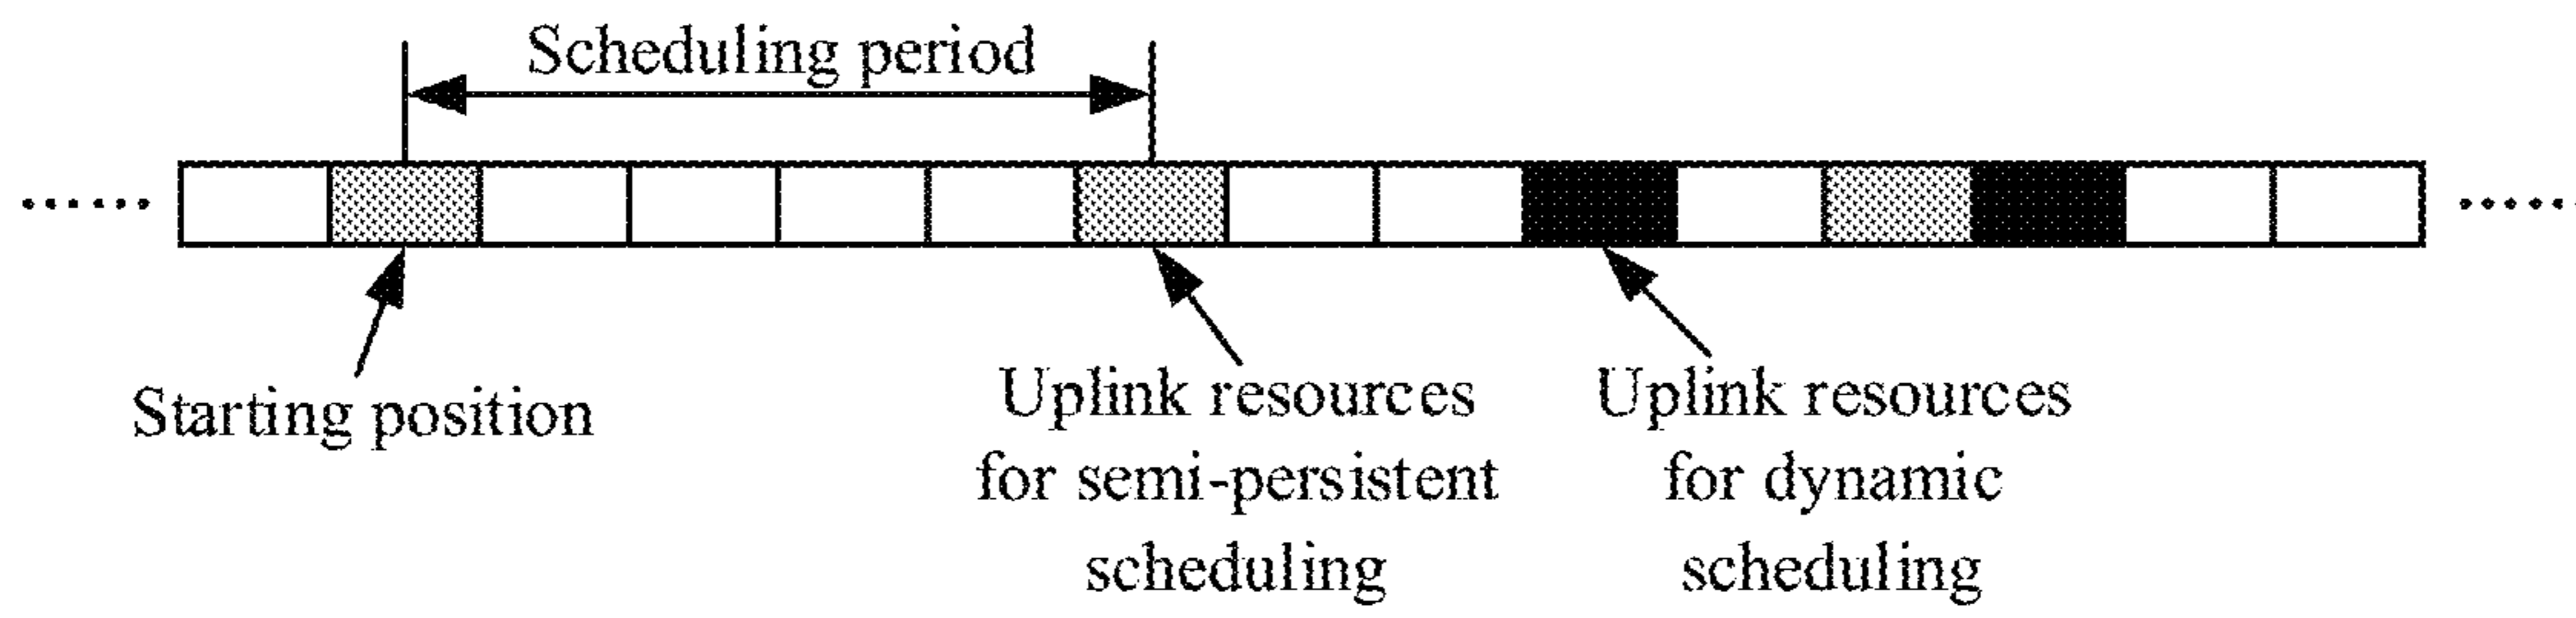 Scheduling period
Starting position
Uplink resources
for semi-persistent
scheduling
Uplink resources
for dynamic
scheduling